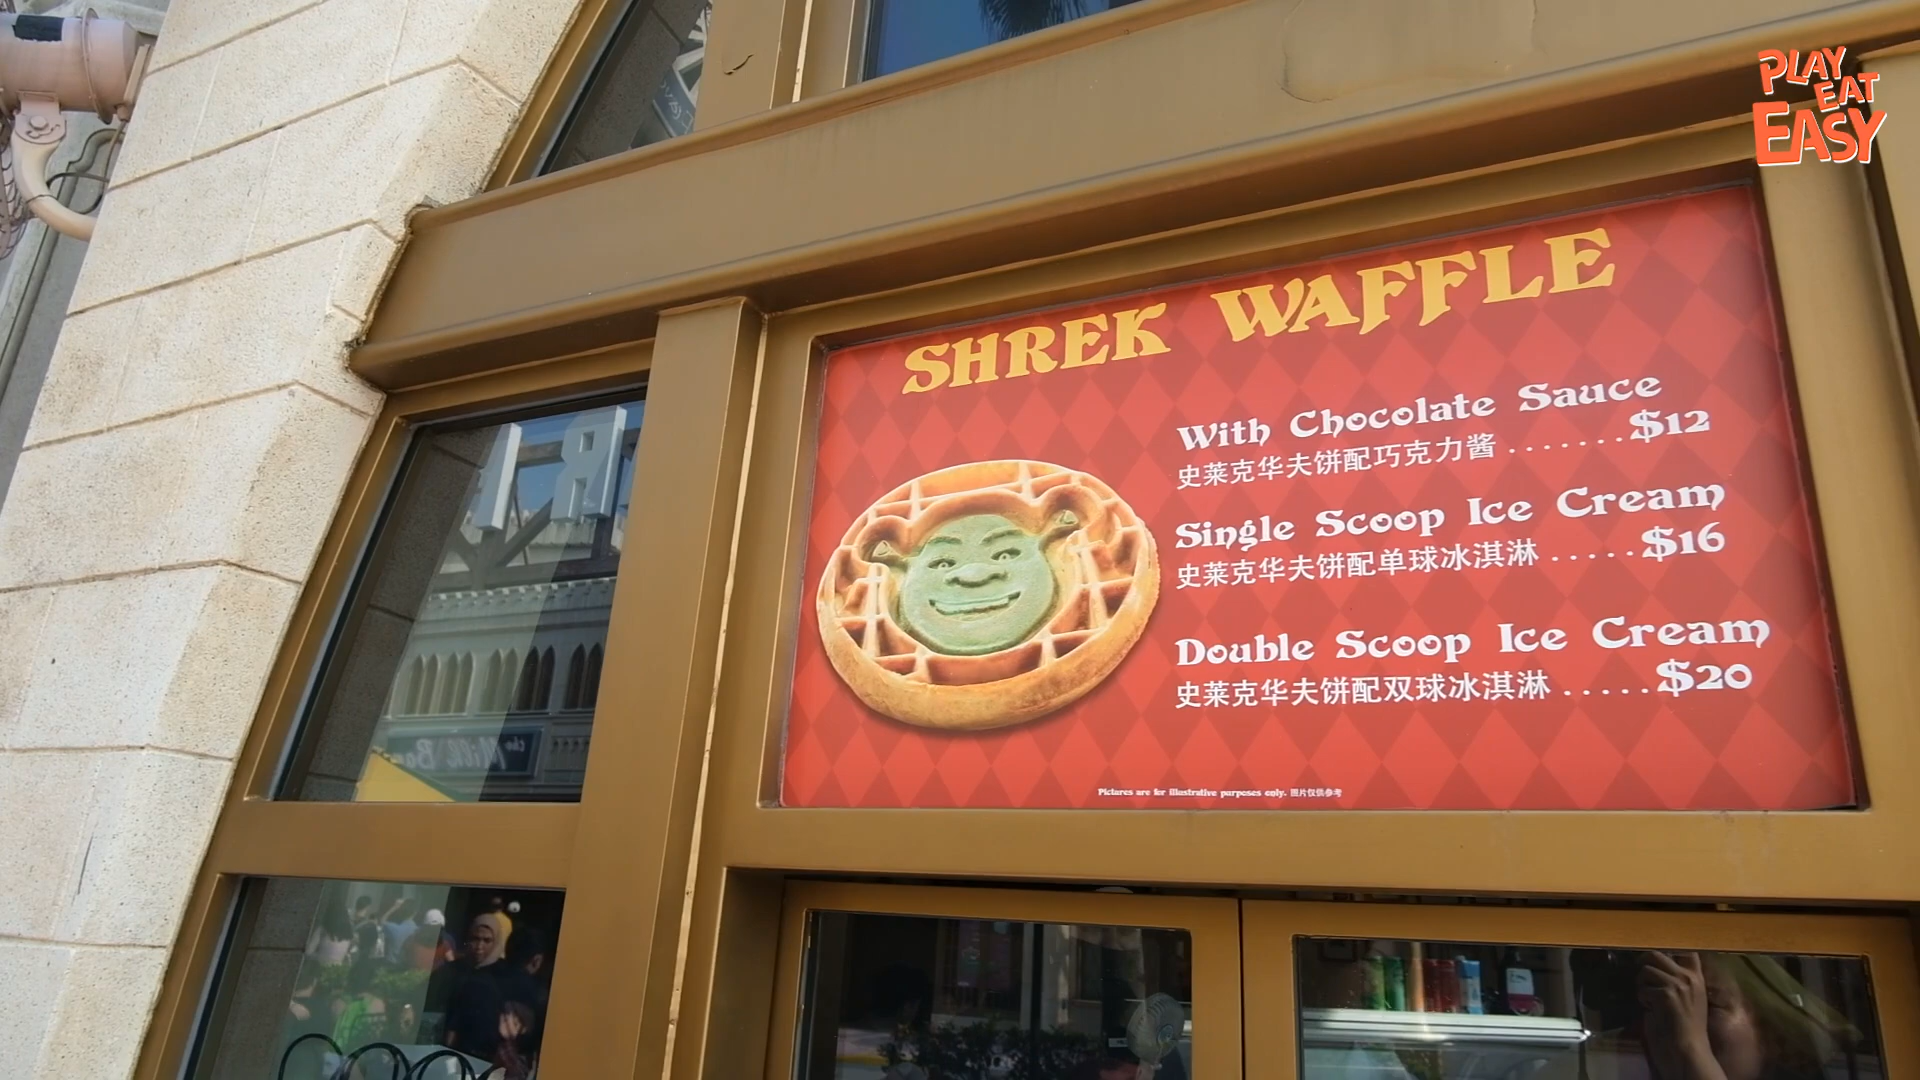 PLAY
EAT
EASY
SHREK WAFFLE
With Chocolate Sauce
史莱克华夫饼配巧克力酱 .......$12
Single Scoop Ice Cream
史莱克华夫饼配单球冰淇淋 .....$16
Double Scoop Ice Cream
史莱克华夫饼配双球冰淇淋 .....$20
Pictures are for illustrative purposes only. 图片仅供参考
the Milk